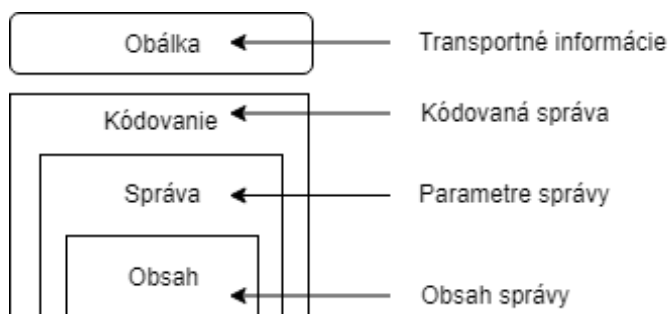 Obálka
Transportné informácie
Kódovanie
Kódovaná správa
Správa
Parametre správy
Obsah
Obsah správy